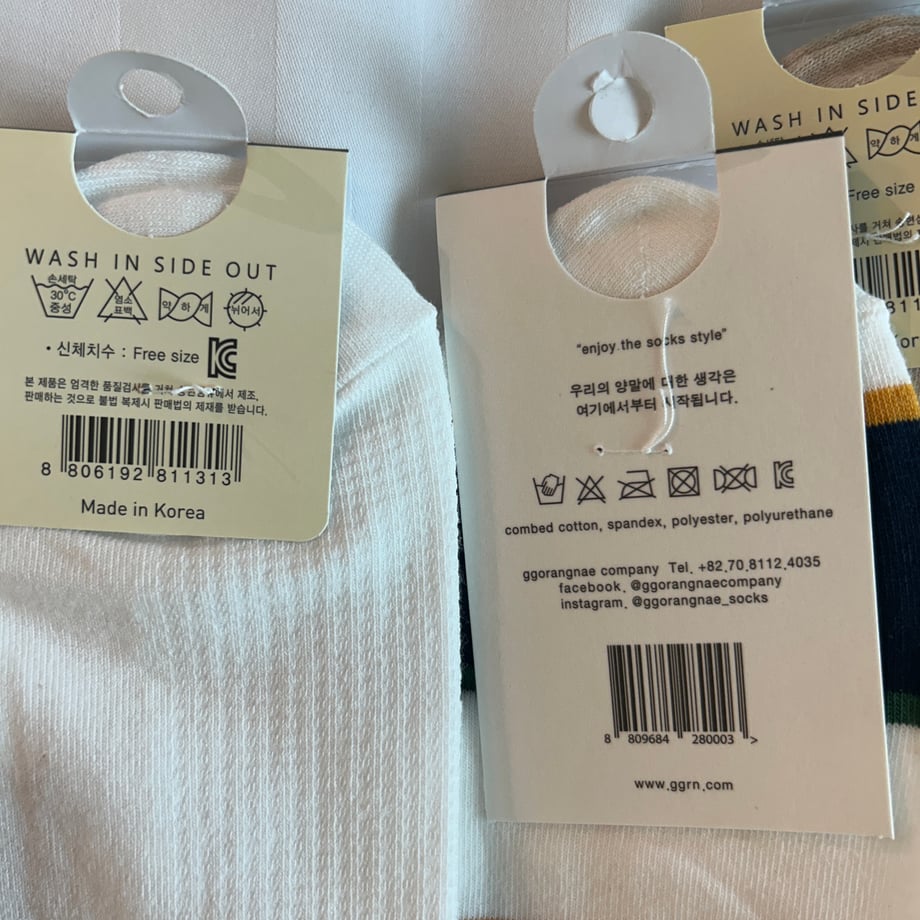 WASH IN SIDE OUT
손세탁
30°C
중성
염소
표백
약하게
뉘어서
• 신체치수 : Free size
본 제품은 엄격한 품질검사를 거쳐 제조,
판매하는 것으로 불법 복제시 판매법의 제재를 받습니다.
8 806192 811313
Made in Korea
"enjoy the socks style"
우리의 양말에 대한 생각은
여기에서부터 시작됩니다.
combed cotton, spandex, polyester, polyurethane
ggorangnae company Tel. +82.70.8112.4035
facebook. @ggorangnaecompany
instagram. @ggorangnae_socks
8 809684 280003 >
www.ggrn.com
WASH IN SIDE
약하
Free size
811